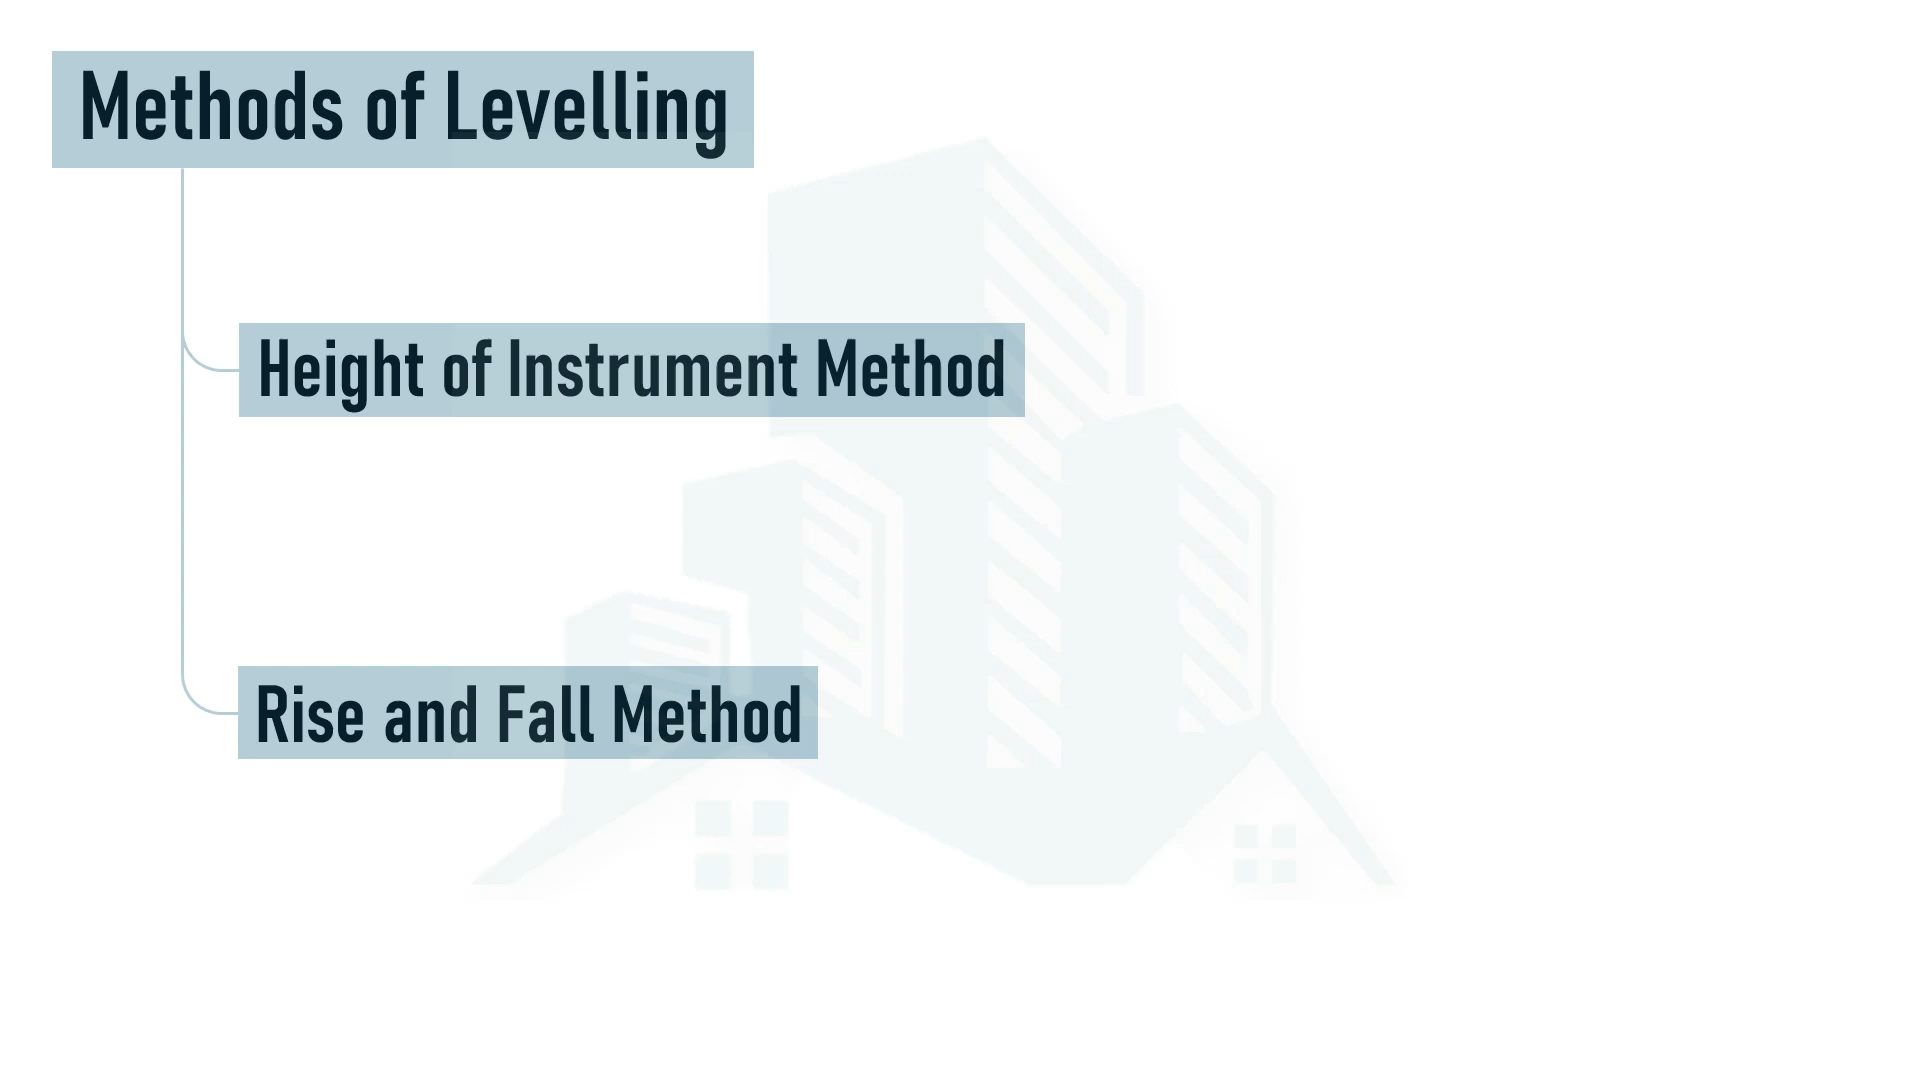 Methods of Levelling
Height of Instrument Method
Rise and Fall Method